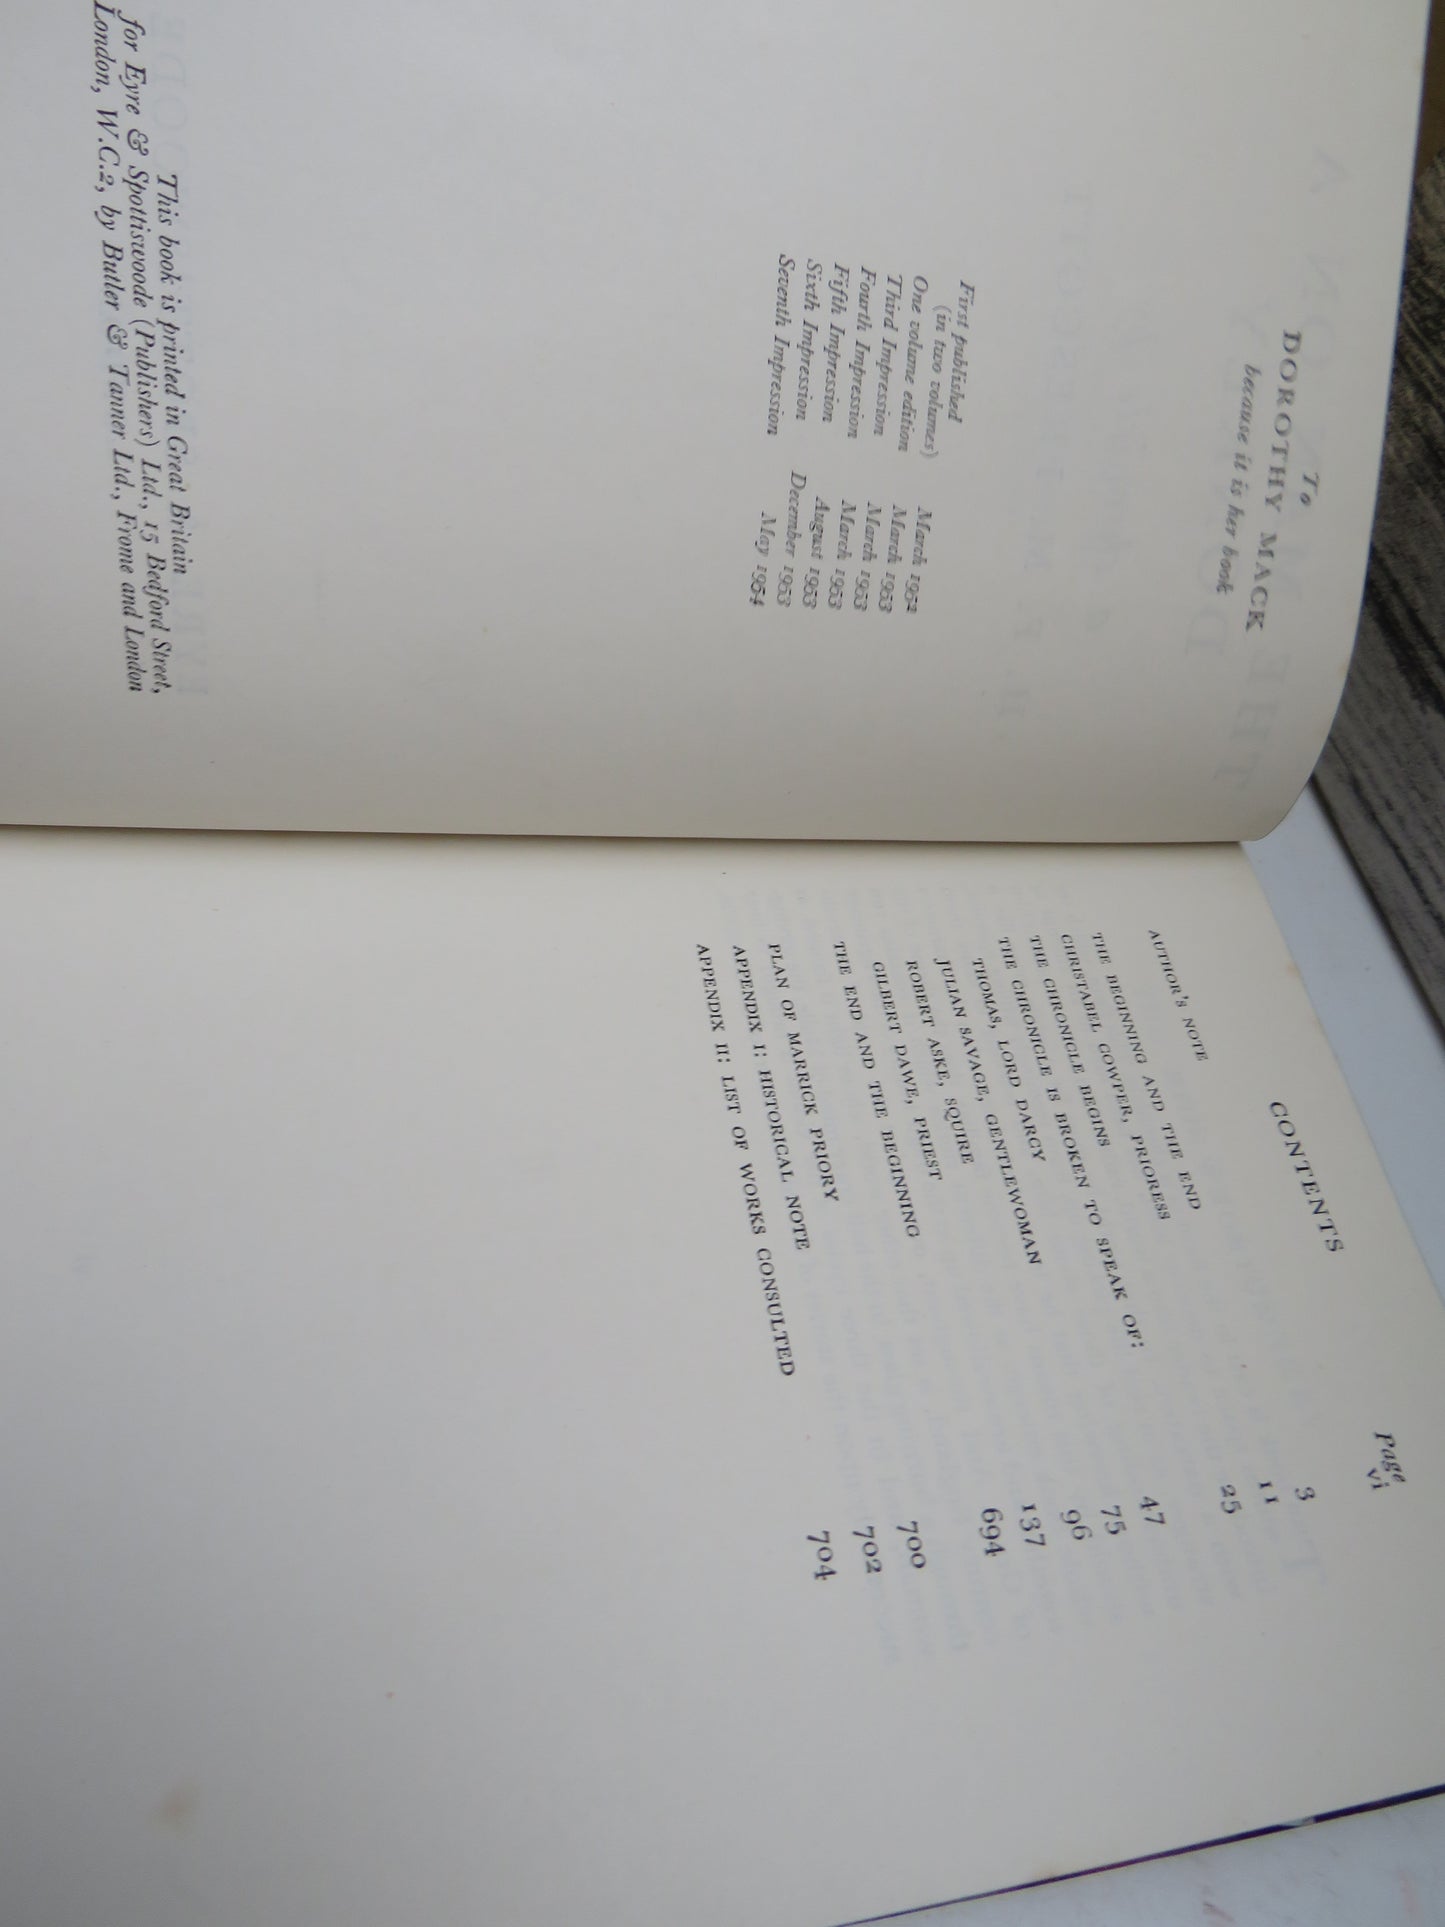 To
DOROTHY MACK
because it is her book
First published
(in two volumes) March 1952
One volume edition March 1953
Third Impression March 1953
Fourth Impression March 1953
Fifth Impression August 1953
Sixth Impression December 1953
Seventh Impression May 1954
This book is printed in Great Britain
for Eyre & Spottiswoode (Publishers) Ltd., 15 Bedford Street,
London, W.C.2, by Butler & Tanner Ltd., Frome and London
CONTENTS
Page
AUTHOR'S NOTE vi
THE BEGINNING AND THE END 3
CHRISTABEL COWPER, PRIORESS 11
THE CHRONICLE BEGINS 25
THE CHRONICLE IS BROKEN TO SPEAK OF:
THOMAS, LORD DARCY 47
JULIAN SAVAGE, GENTLEWOMAN 75
ROBERT ASKE, SQUIRE 96
GILBERT DAWE, PRIEST 137
THE END AND THE BEGINNING 694
PLAN OF MARRICK PRIORY 700
APPENDIX I: HISTORICAL NOTE 702
APPENDIX II: LIST OF WORKS CONSULTED 704